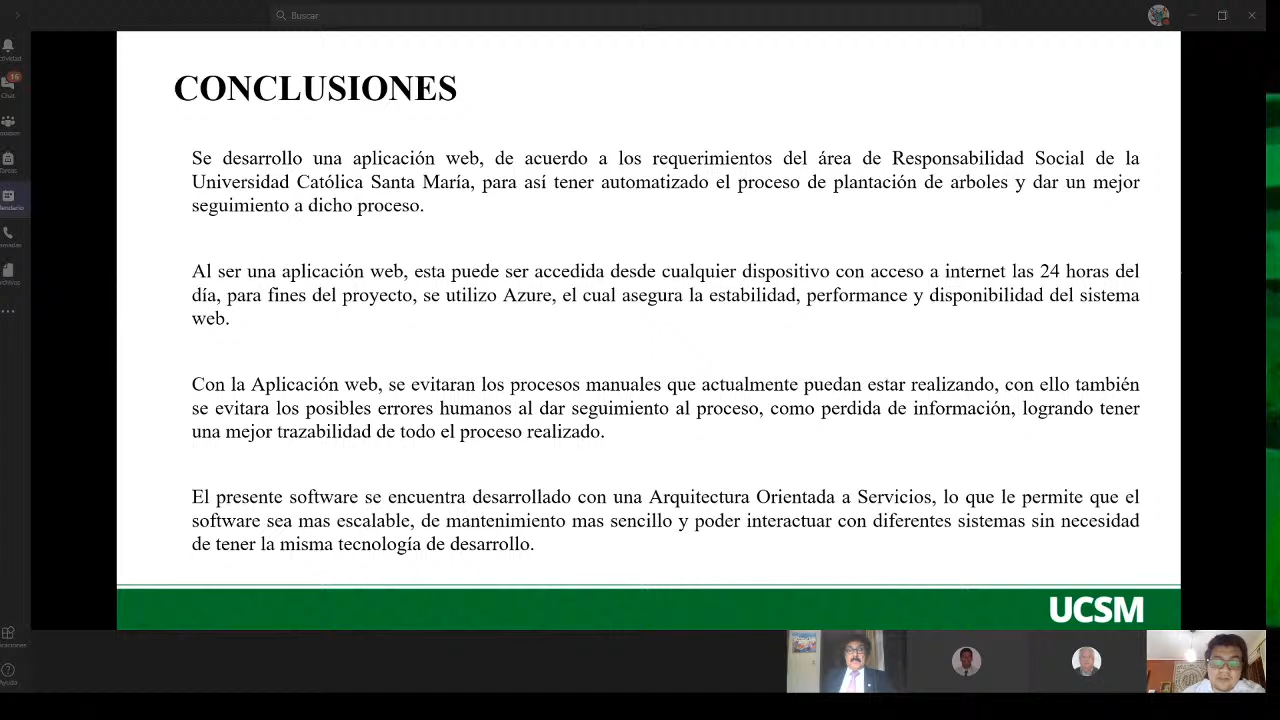 Buscar
16
Chat
Tareas
CONCLUSIONES
Se desarrollo una aplicación web, de acuerdo a los requerimientos del área de Responsabilidad Social de la
Universidad Católica Santa María, para así tener automatizado el proceso de plantación de arboles y dar un mejor
seguimiento a dicho proceso.
Al ser una aplicación web, esta puede ser accedida desde cualquier dispositivo con acceso a internet las 24 horas del
día, para fines del proyecto, se utilizo Azure, el cual asegura la estabilidad, performance y disponibilidad del sistema
web.
Con la Aplicación web, se evitaran los procesos manuales que actualmente puedan estar realizando, con ello también
se evitara los posibles errores humanos al dar seguimiento al proceso, como perdida de información, logrando tener
una mejor trazabilidad de todo el proceso realizado.
El presente software se encuentra desarrollado con una Arquitectura Orientada a Servicios, lo que le permite que el
software sea mas escalable, de mantenimiento mas sencillo y poder interactuar con diferentes sistemas sin necesidad
de tener la misma tecnología de desarrollo.
UCSM
Ayuda